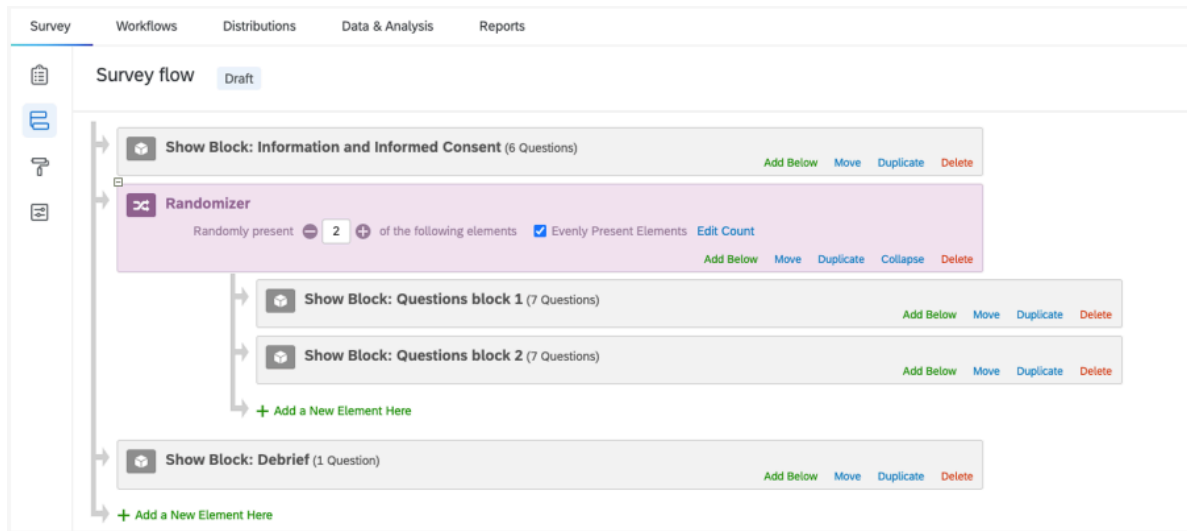 Survey Workflows Distributions Data & Analysis Reports
Survey flow Draft
Show Block: Information and Informed Consent (6 Questions)
Add Below Move Duplicate Delete
Randomizer
Randomly present 2 of the following elements Evenly Present Elements Edit Count
Add Below Move Duplicate Collapse Delete
Show Block: Questions block 1 (7 Questions)
Add Below Move Duplicate Delete
Show Block: Questions block 2 (7 Questions)
Add Below Move Duplicate Delete
+ Add a New Element Here
Show Block: Debrief (1 Question)
Add Below Move Duplicate Delete
+ Add a New Element Here